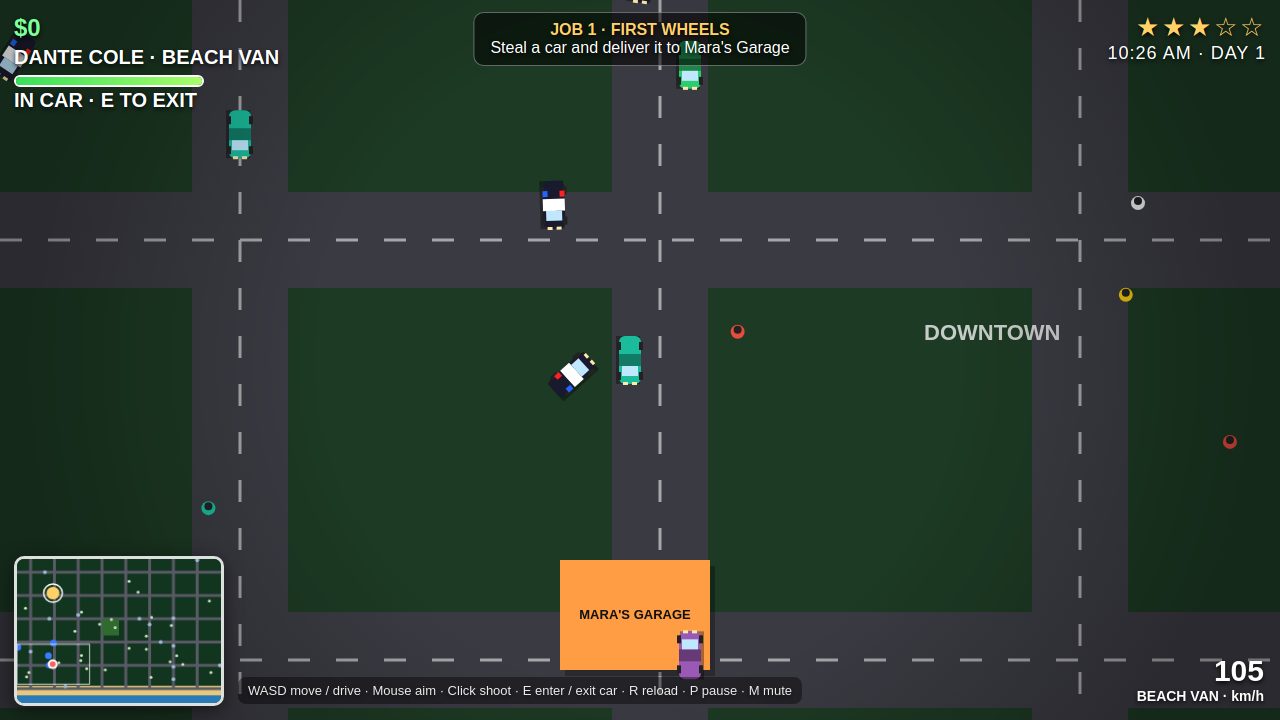 $0
DANTE COLE · BEACH VAN
IN CAR · E TO EXIT
JOB 1 · FIRST WHEELS
Steal a car and deliver it to Mara's Garage
★★★☆☆
10:26 AM · DAY 1
DOWNTOWN
MARA'S GARAGE
WASD move / drive · Mouse aim · Click shoot · E enter / exit car · R reload · P pause · M mute
105
BEACH VAN · km/h